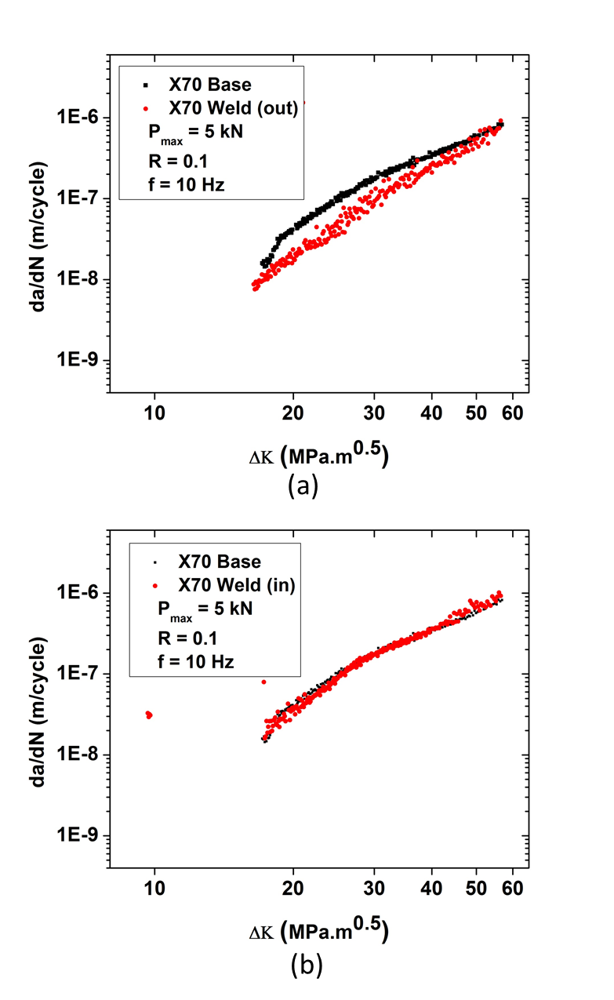 X70 Base
X70 Weld (out)
Pmax = 5 kN
R = 0.1
f = 10 Hz
1E-6
1E-7
1E-8
1E-9
da/dN (m/cycle)
10 20 30 40 50 60
ΔK (MPa.m0.5)
(a)
X70 Base
X70 Weld (in)
Pmax = 5 kN
R = 0.1
f = 10 Hz
1E-6
1E-7
1E-8
1E-9
da/dN (m/cycle)
10 20 30 40 50 60
ΔK (MPa.m0.5)
(b)